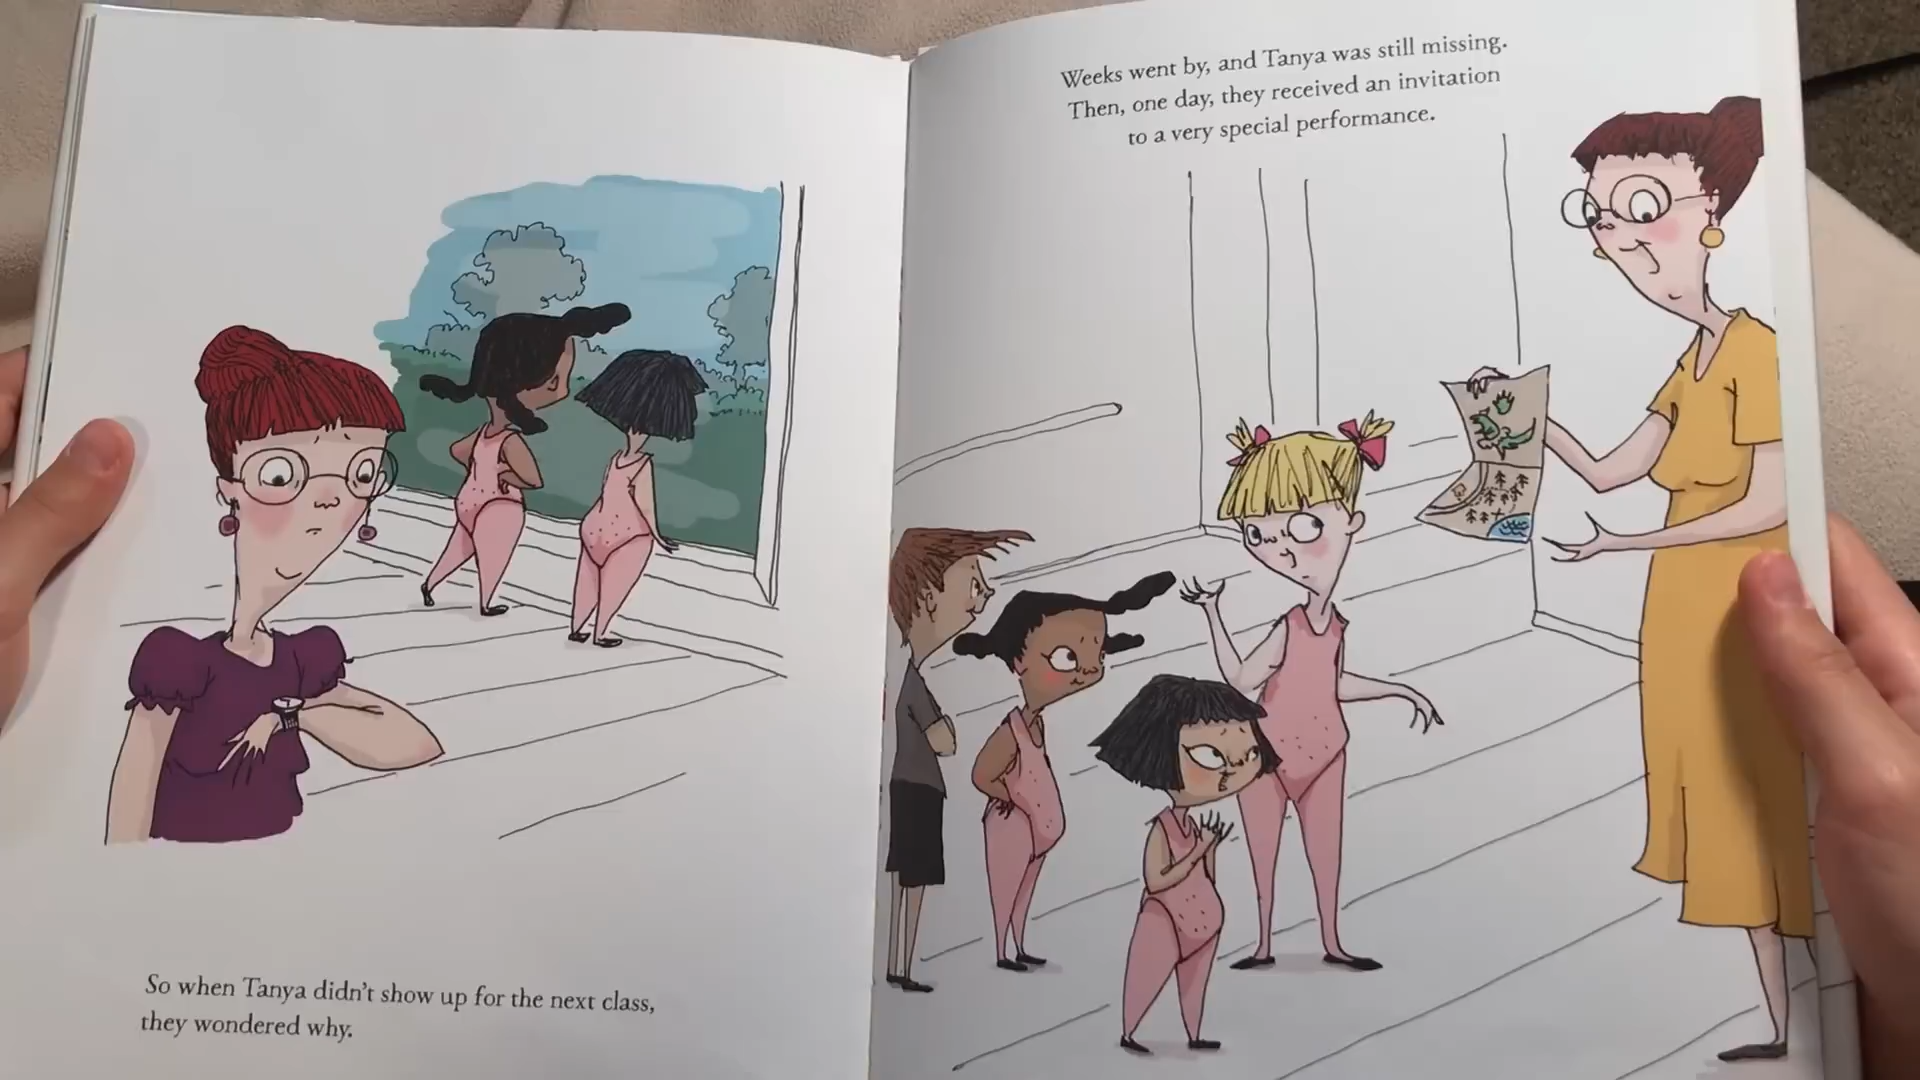 So when Tanya didn't show up for the next class,
they wondered why.
Weeks went by, and Tanya was still missing.
Then, one day, they received an invitation
to a very special performance.